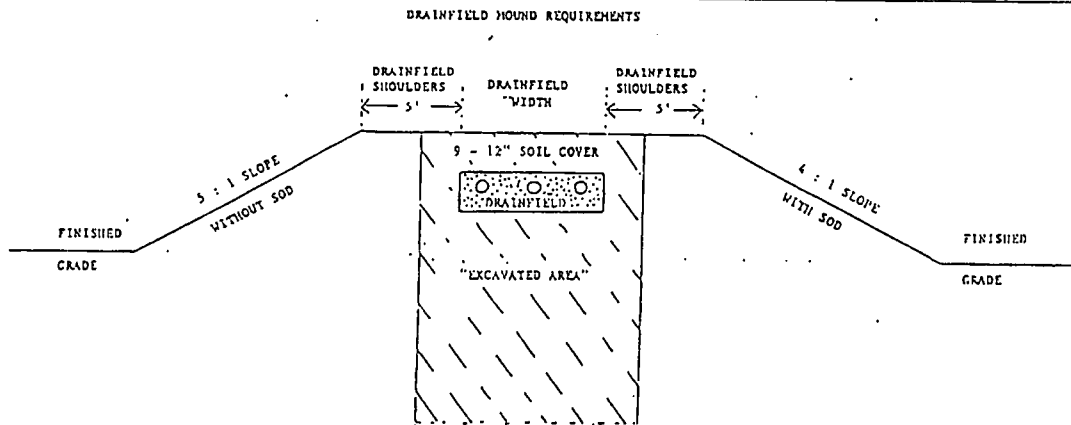 DRAINFIELD MOUND REQUIREMENTS
DRAINFIELD
SHOULDERS
5'
DRAINFIELD
WIDTH
DRAINFIELD
SHOULDERS
5'
9 - 12" SOIL COVER
DRAINFIELD
5 : 1 SLOPE
WITHOUT SOD
4 : 1 SLOPE
WITH SOD
FINISHED
GRADE
"EXCAVATED AREA"
FINISHED
GRADE